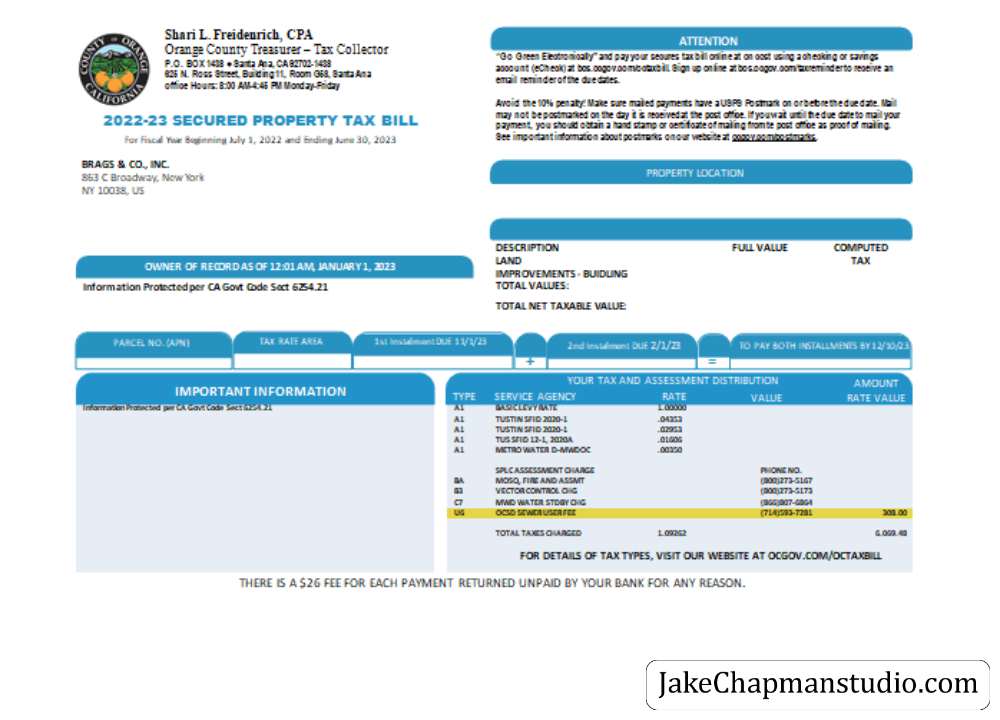 COUNTY OF ORANGE
CALIFORNIA
Shari L. Freidenrich, CPA
Orange County Treasurer – Tax Collector
P.O. BOX 1438 • Santa Ana, CA 92702-1438
625 N. Ross Street, Building 11, Room G58, Santa Ana
office Hours: 8:00 AM-4:45 PM Monday-Friday
2022-23 SECURED PROPERTY TAX BILL
For Fiscal Year Beginning July 1, 2022 and Ending June 30, 2023
BRAGS & CO., INC.
863 C Broadway, New York
NY 10038, US
ATTENTION
"Go Green Electronically" and pay your secures tax bill online at on cost using a cheking or savings
account (eCheck) at bos.oogov.com/octaxbill. Sign up online at bos.oogov.com/taxreminder to receive an
email reminder of the due dates.
Avoid the 10% penalty! Make sure mailed payments have a USPS Postmark on or before the due date. Mail
may not be postmarked on the day it is received at the post office. If you wait until the due date to mail your
payment, you should obtain a hand stamp or certificate of mailing from te post office as proof of mailing.
See important information about postmarks on our website at ocgov.com/postmarks.
PROPERTY LOCATION
OWNER OF RECORD AS OF 12:01 AM, JANUARY 1, 2023
Information Protected per CA Govt Code Sect 6254.21
DESCRIPTION FULL VALUE COMPUTED
LAND TAX
IMPROVEMENTS - BUIDLING
TOTAL VALUES:
TOTAL NET TAXABLE VALUE:
PARCEL NO. (APN) TAX RATE AREA 1st Instalment DUE 11/1/23 + 2nd Instalment DUE 2/1/23 = TO PAY BOTH INSTALLMENTS BY 12/10/23
IMPORTANT INFORMATION
Information Protected per CA Govt Code Sect 6254.21
YOUR TAX AND ASSESSMENT DISTRIBUTION AMOUNT
TYPE SERVICE AGENCY RATE VALUE RATE VALUE
A1 BASIC LEVY RATE 1.00000
A1 TUSTIN SFID 2020-1 .04353
A1 TUSTIN SFID 2020-1 .02953
A1 TUS SFID 12-1, 2020A .01606
A1 METRO WATER D-MWDOC .00350
SPLC ASSESSMENT CHARGE PHONE NO.
BA MOSQ, FIRE AND ASSMT (800)273-5167
B3 VECTOR CONTROL CHG (800)273-5173
C7 MWD WATER STDBY CHG (866)807-6864
U6 OCSD SEWER USER FEE (714)593-7281 308.00
TOTAL TAXES CHARGED 1.09262 6.069.48
FOR DETAILS OF TAX TYPES, VISIT OUR WEBSITE AT OCGOV.COM/OCTAXBILL
THERE IS A $26 FEE FOR EACH PAYMENT RETURNED UNPAID BY YOUR BANK FOR ANY REASON.
JakeChapmanstudio.com